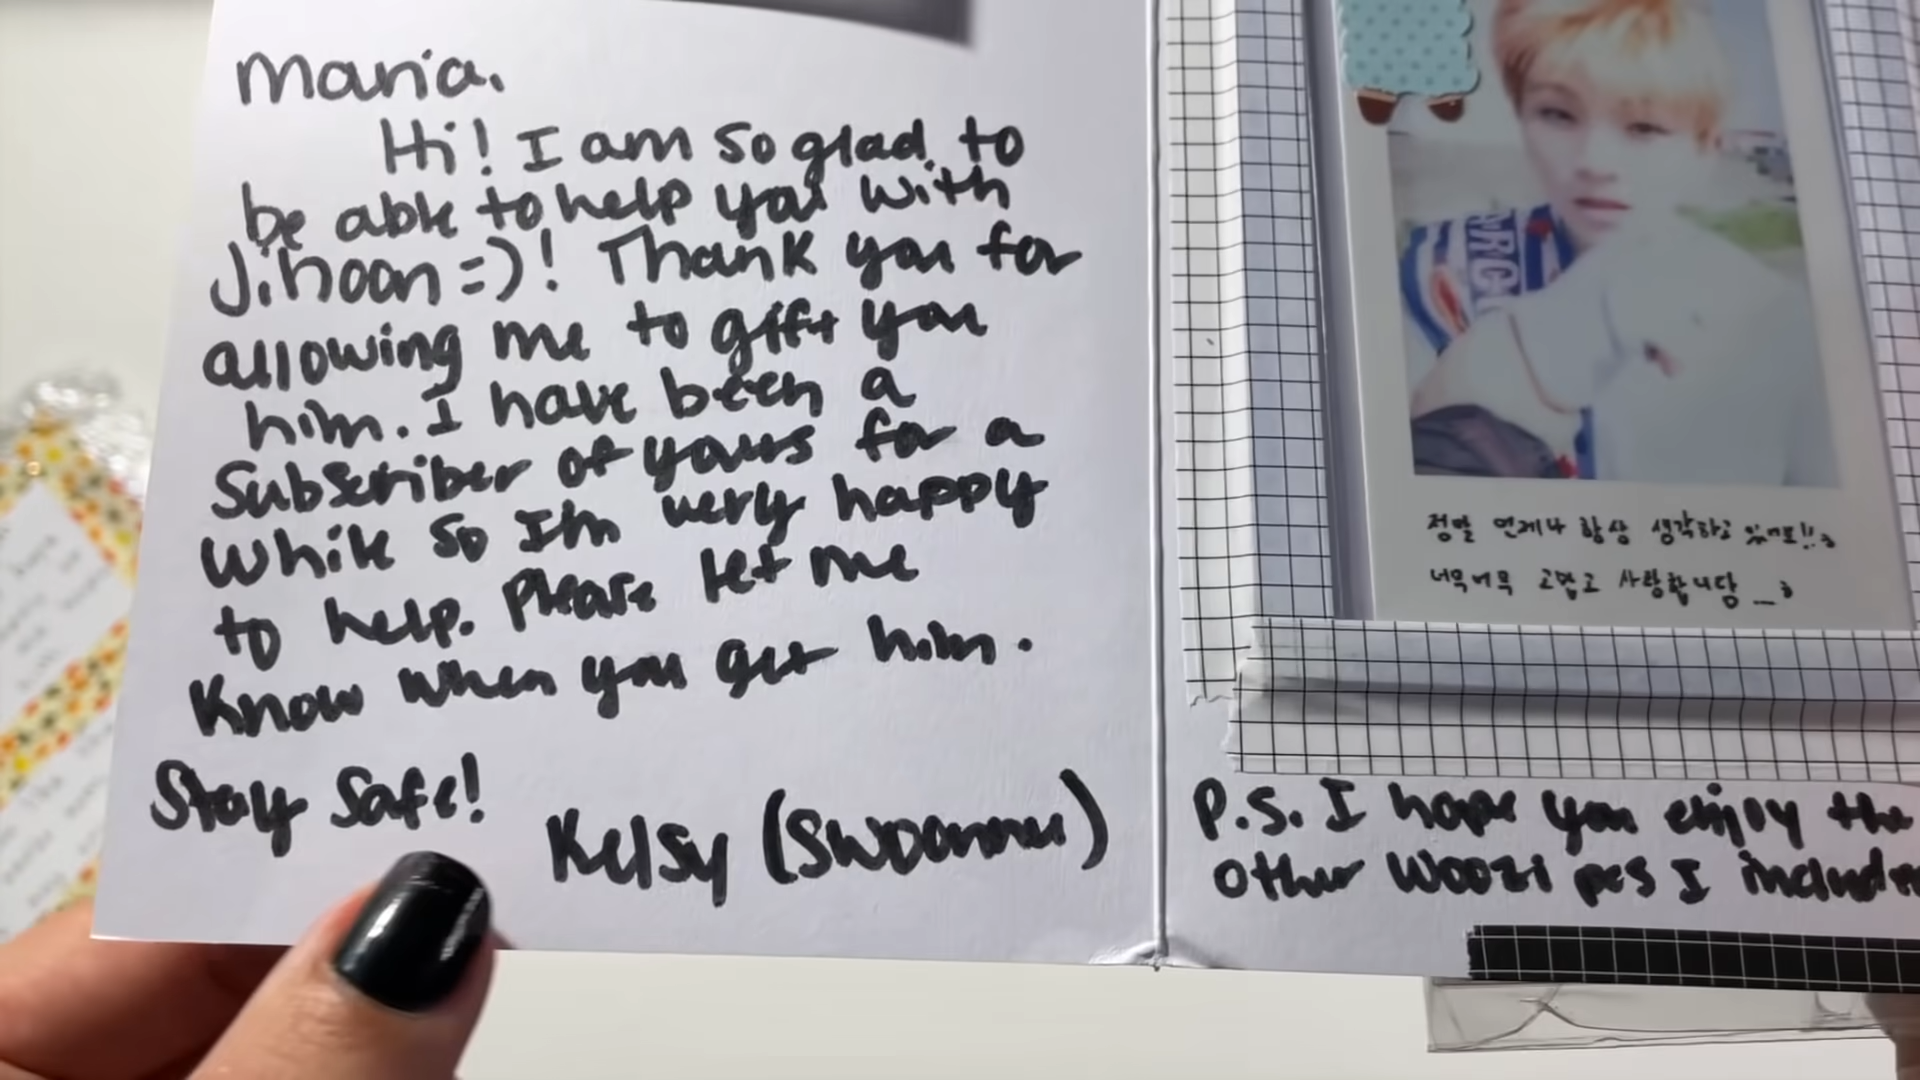 Maria.
Hi! I am so glad to
be able to help you with
Jihoon =)! Thank you for
allowing me to gift you
him. I have been a
Subscriber of yours for a
while so I'm very happy
to help. Please let me
know when you get him.
Stay Safe!
Kelsy
정말 언제나 항상 생각하고 있어요!!
너무너무 고맙고 사랑합니담__
P.S. I hope you enjoy the
other Woozi pcs I